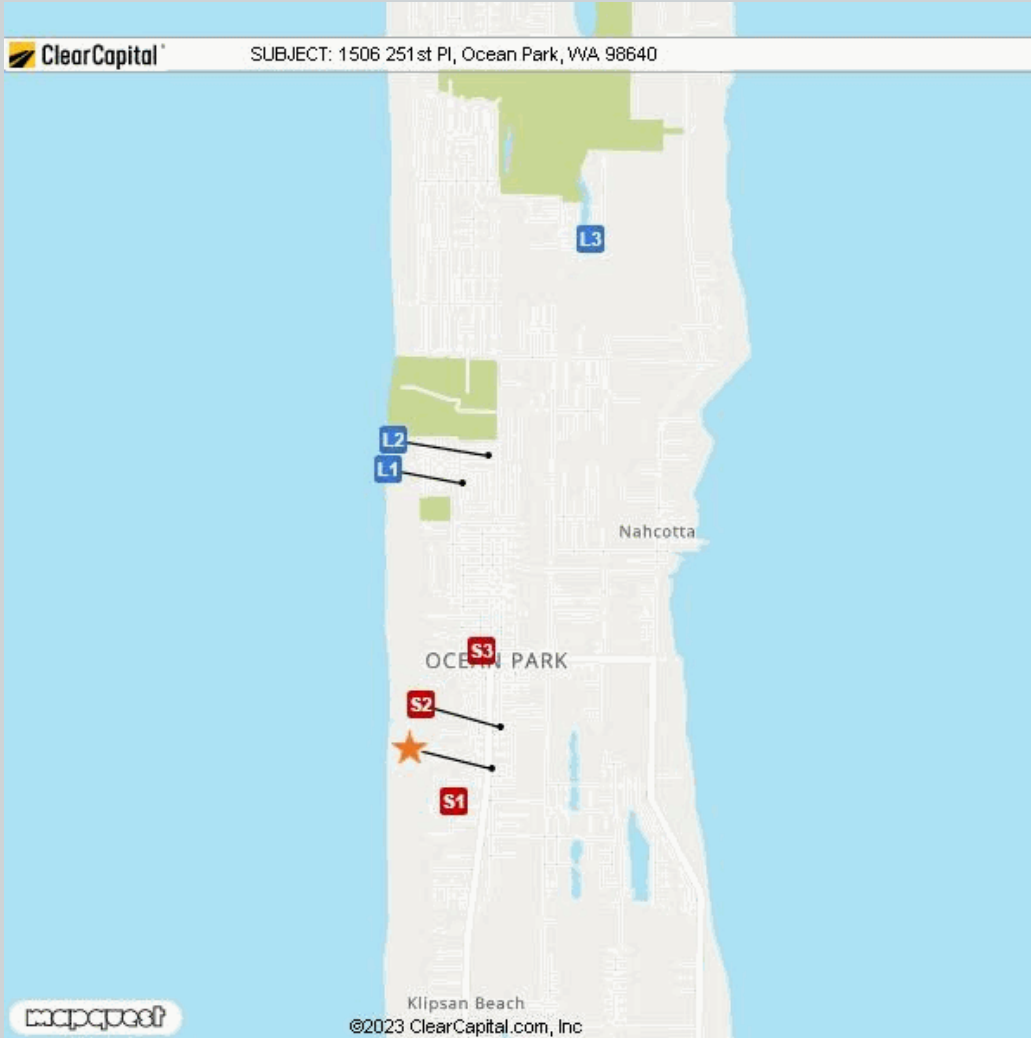 ClearCapital
SUBJECT: 1506 251st Pl, Ocean Park, WA 98640
L3
L2
L1
Nahcotta
S3
OCEAN PARK
S2
S1
Klipsan Beach
mapquest
©2023 ClearCapital.com, Inc